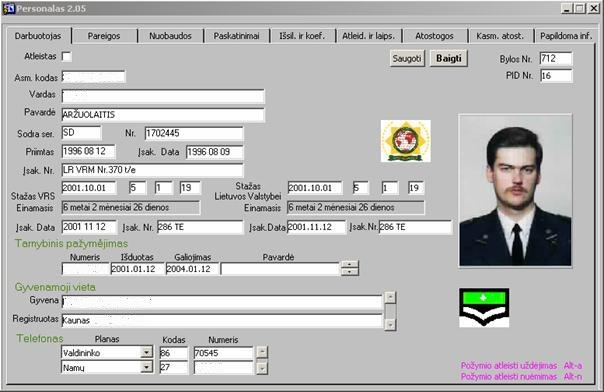 Personalas 2.05
Darbuotojas Pareigos Nuobaudos Paskatinimai Išsil. ir koef. Atleid. ir laips. Atostogos Kasm. atost. Papildoma inf.
Atleistas Saugoti Baigti Bylos Nr. 712
Asm. kodas PID Nr. 16
Vardas
Pavardė ARŽUOLAITIS
Sodra ser. SD Nr. 1702445
Priimtas 1996 08 12 Įsak. Data 1996 08 09
Įsak. Nr. LR VRM Nr.370 t/e
Stažas VRS 2001.10.01 5 1 19 Stažas Lietuvos Valstybei 2001.10.01 5 1 19
Einamasis 6 metai 2 mėnesiai 26 dienos Einamasis 6 metai 2 mėnesiai 26 dienos
Įsak. Data 2001 11 12 Įsak. Nr. 286 TE Įsak.Data 2001.11.12 Įsak.Nr. 286 TE
Tarnybinis pažymėjimas
Numeris Išduotas Galiojimas Pavardė
2001.01.12 2004.01.12
Gyvenamoji vieta
Gyvena
Registruotas Kaunas
Telefonas Planas Kodas Numeris
Valdininko 86 70545
Namų 27
Požymio atleisti uždėjimas Alt-a
Požymio atleisti nuėmimas Alt-n